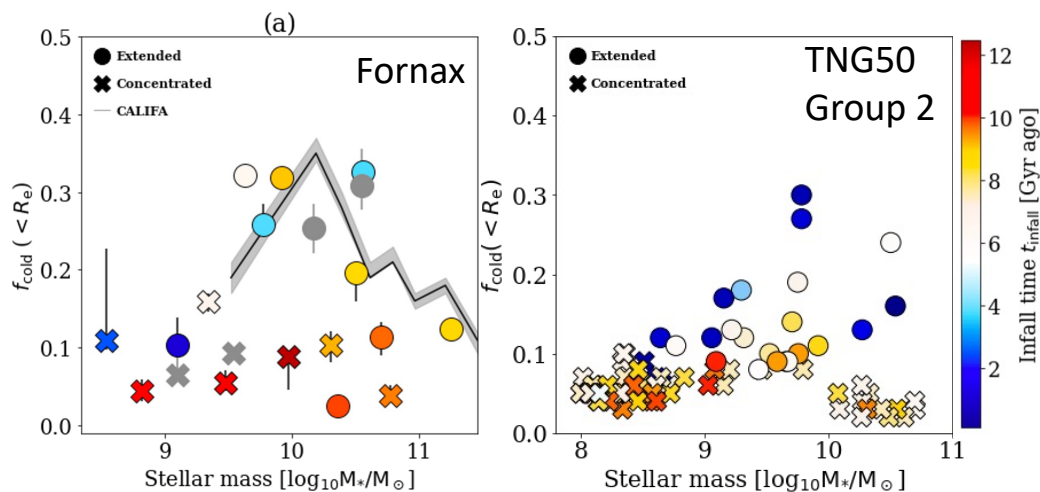 (a)
0.5
0.4
0.3
0.2
0.1
0.0
f_cold (< R_e)
Extended
Concentrated
CALIFA
Fornax
9
10
11
Stellar mass [log₁₀M*/M⊙]
0.5
0.4
0.3
0.2
0.1
0.0
f_cold(< R_e)
Extended
Concentrated
TNG50
Group 2
8
9
10
11
Stellar mass [log₁₀M*/M⊙]
12
10
8
6
4
2
Infall time t_infall [Gyr ago]